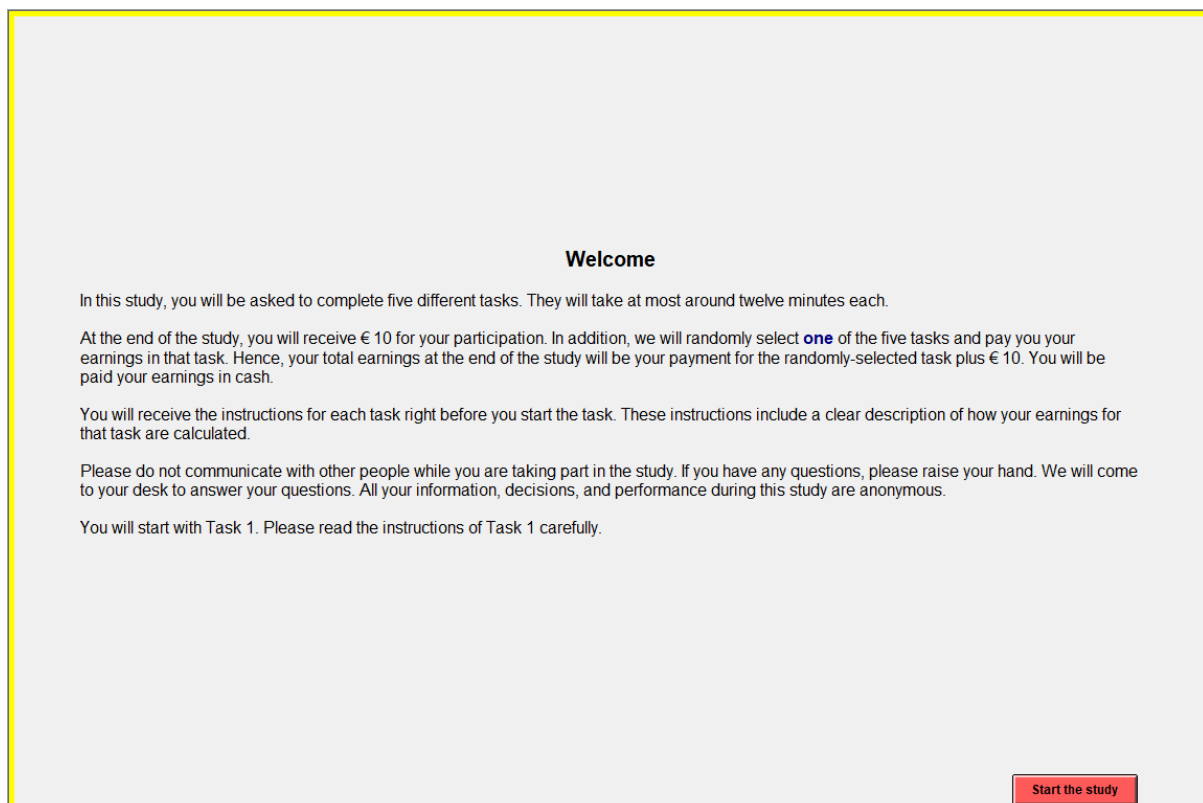 Welcome
In this study, you will be asked to complete five different tasks. They will take at most around twelve minutes each.
At the end of the study, you will receive € 10 for your participation. In addition, we will randomly select one of the five tasks and pay you your
earnings in that task. Hence, your total earnings at the end of the study will be your payment for the randomly-selected task plus € 10. You will be
paid your earnings in cash.
You will receive the instructions for each task right before you start the task. These instructions include a clear description of how your earnings for
that task are calculated.
Please do not communicate with other people while you are taking part in the study. If you have any questions, please raise your hand. We will come
to your desk to answer your questions. All your information, decisions, and performance during this study are anonymous.
You will start with Task 1. Please read the instructions of Task 1 carefully.
Start the study